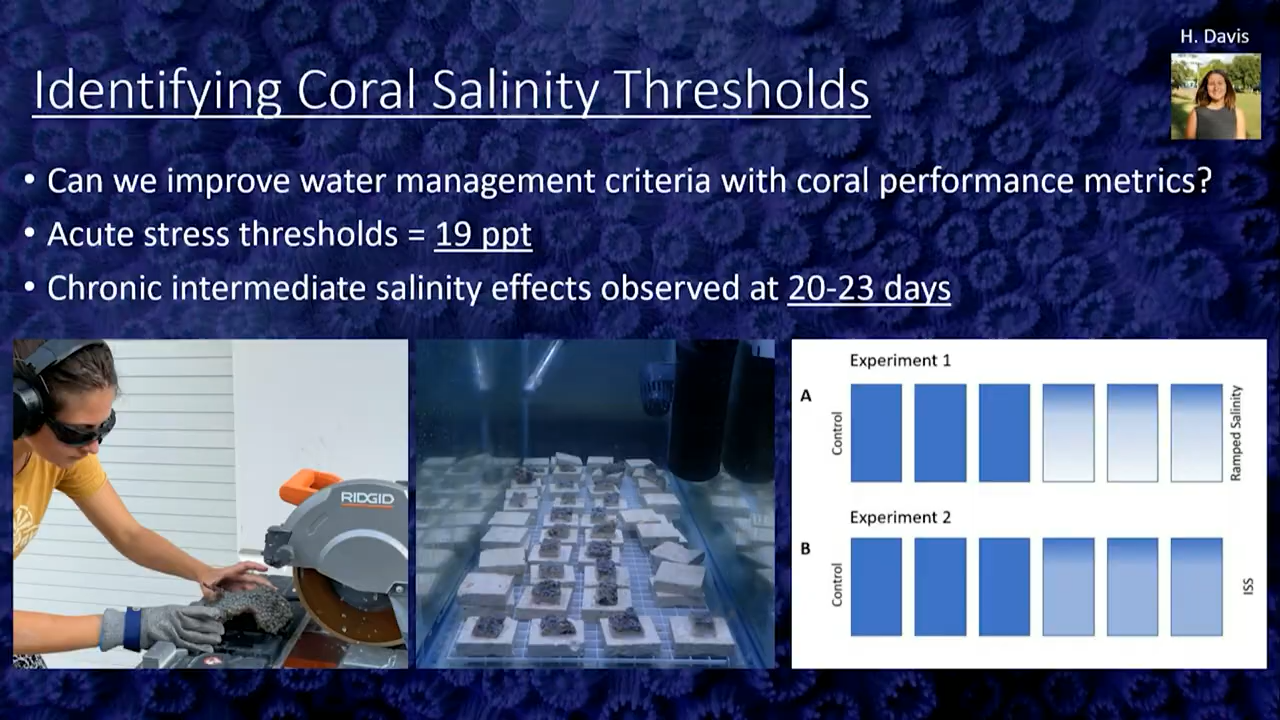 H. Davis
Identifying Coral Salinity Thresholds
• Can we improve water management criteria with coral performance metrics?
• Acute stress thresholds = 19 ppt
• Chronic intermediate salinity effects observed at 20-23 days
RIDGID
Experiment 1
A
Control
Ramped Salinity
Experiment 2
B
Control
ISS